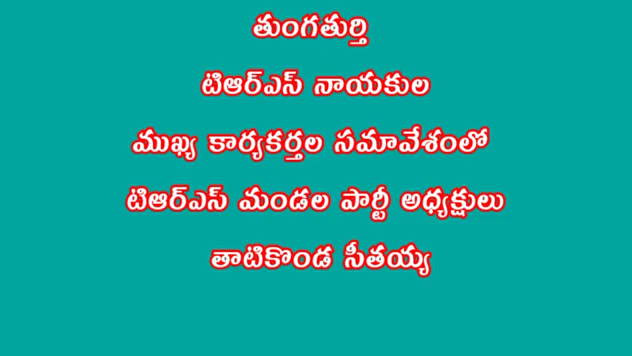 తుంగతుర్తి
టిఆర్ఎస్ నాయకుల
ముఖ్య కార్యకర్తల సమావేశంలో
టిఆర్ఎస్ మండల పార్టీ అధ్యక్షులు
తాటికొండ సీతయ్య